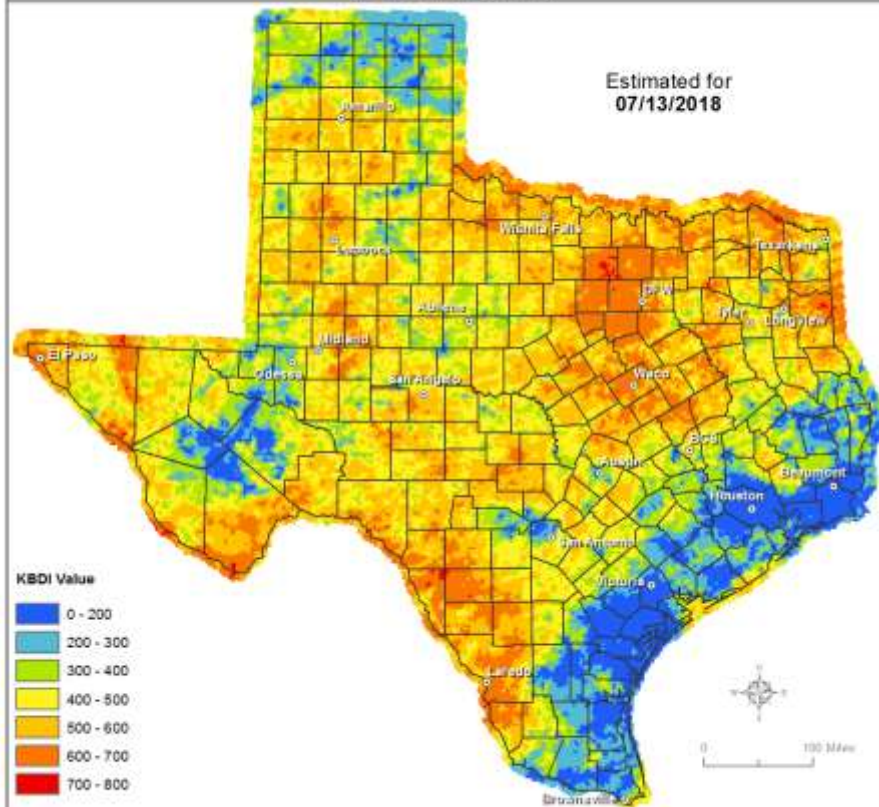 Estimated for
07/13/2018
Amarillo
Wichita Falls
Texarkana
Lubbock
DFW
Abilene
Tyler
Longview
Midland
El Paso
Odessa
San Angelo
Waco
BCS
Austin
Beaumont
Houston
San Antonio
Victoria
KBDI Value
0 - 200
200 - 300
300 - 400
400 - 500
500 - 600
600 - 700
700 - 800
Laredo
0 100 Miles
Brownsville